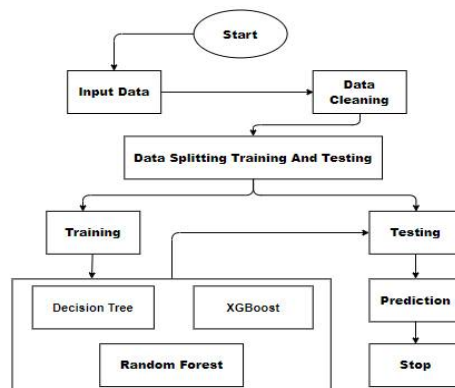 Start
Input Data
Data
Cleaning
Data Splitting Training And Testing
Training
Testing
Decision Tree
XGBoost
Random Forest
Prediction
Stop